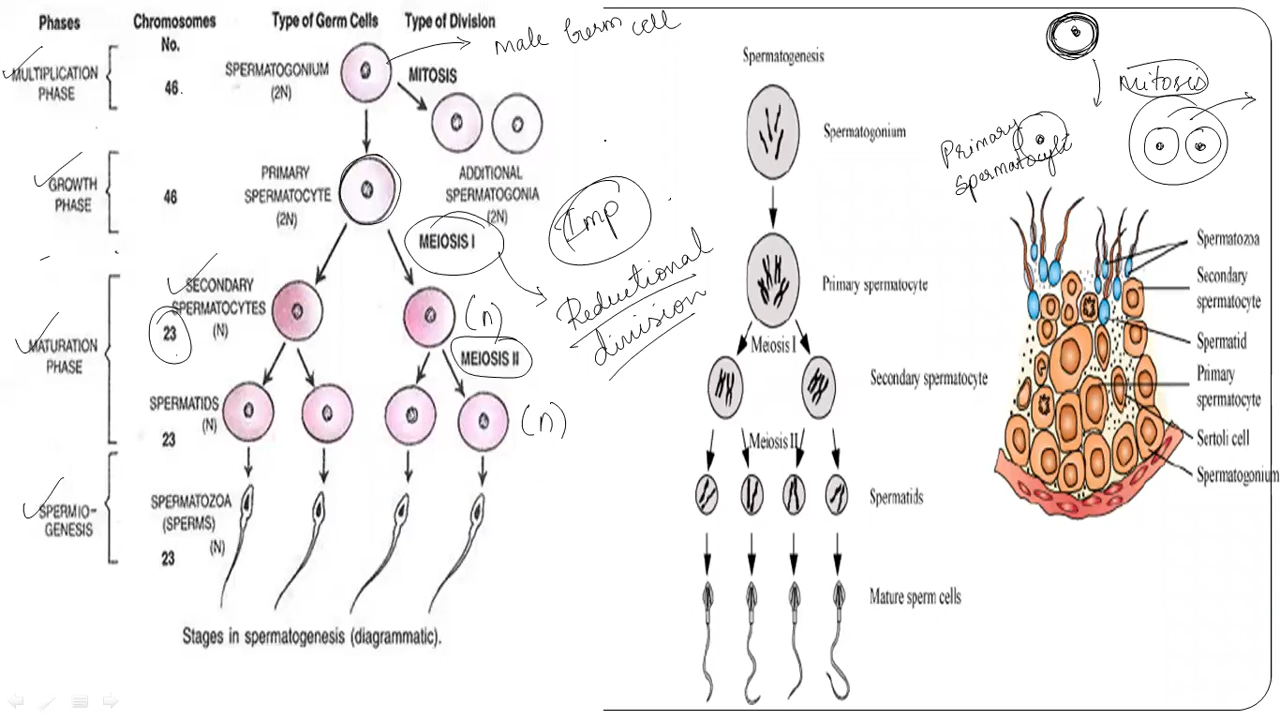 Phases
Chromosomes
No.
Type of Germ Cells
Type of Division
MULTIPLICATION
PHASE
46
SPERMATOGONIUM
(2N)
MITOSIS
Male Germ cell
GROWTH
PHASE
46
PRIMARY
SPERMATOCYTE
(2N)
ADDITIONAL
SPERMATOGONIA
(2N)
MEIOSIS I
Imp
Reductional
division
MATURATION
PHASE
SECONDARY
SPERMATOCYTES
(N)
23
(n)
MEIOSIS II
SPERMATIDS
(N)
23
(n)
SPERMIO-
GENESIS
SPERMATOZOA
(SPERMS)
(N)
23
Stages in spermatogenesis (diagrammatic).
Spermatogenesis
Spermatogonium
Primary spermatocyte
Meiosis I
Secondary spermatocyte
Meiosis II
Spermatids
Mature sperm cells
Mitosis
Primary
Spermatocyte
Spermatozoa
Secondary
spermatocyte
Spermatid
Primary
spermatocyte
Sertoli cell
Spermatogonium